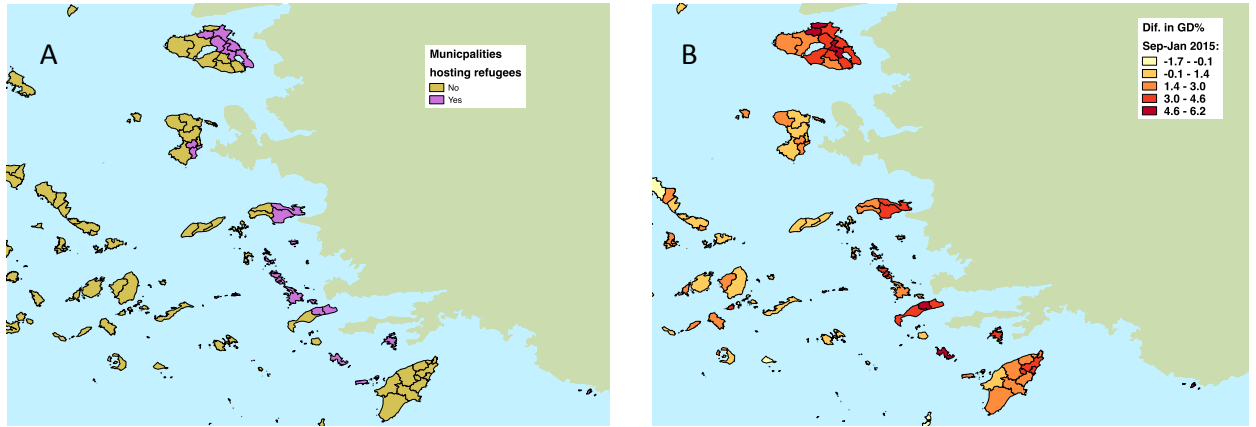 A
Municpalities
hosting refugees
No
Yes
B
Dif. in GD%
Sep-Jan 2015:
-1.7 - -0.1
-0.1 - 1.4
1.4 - 3.0
3.0 - 4.6
4.6 - 6.2